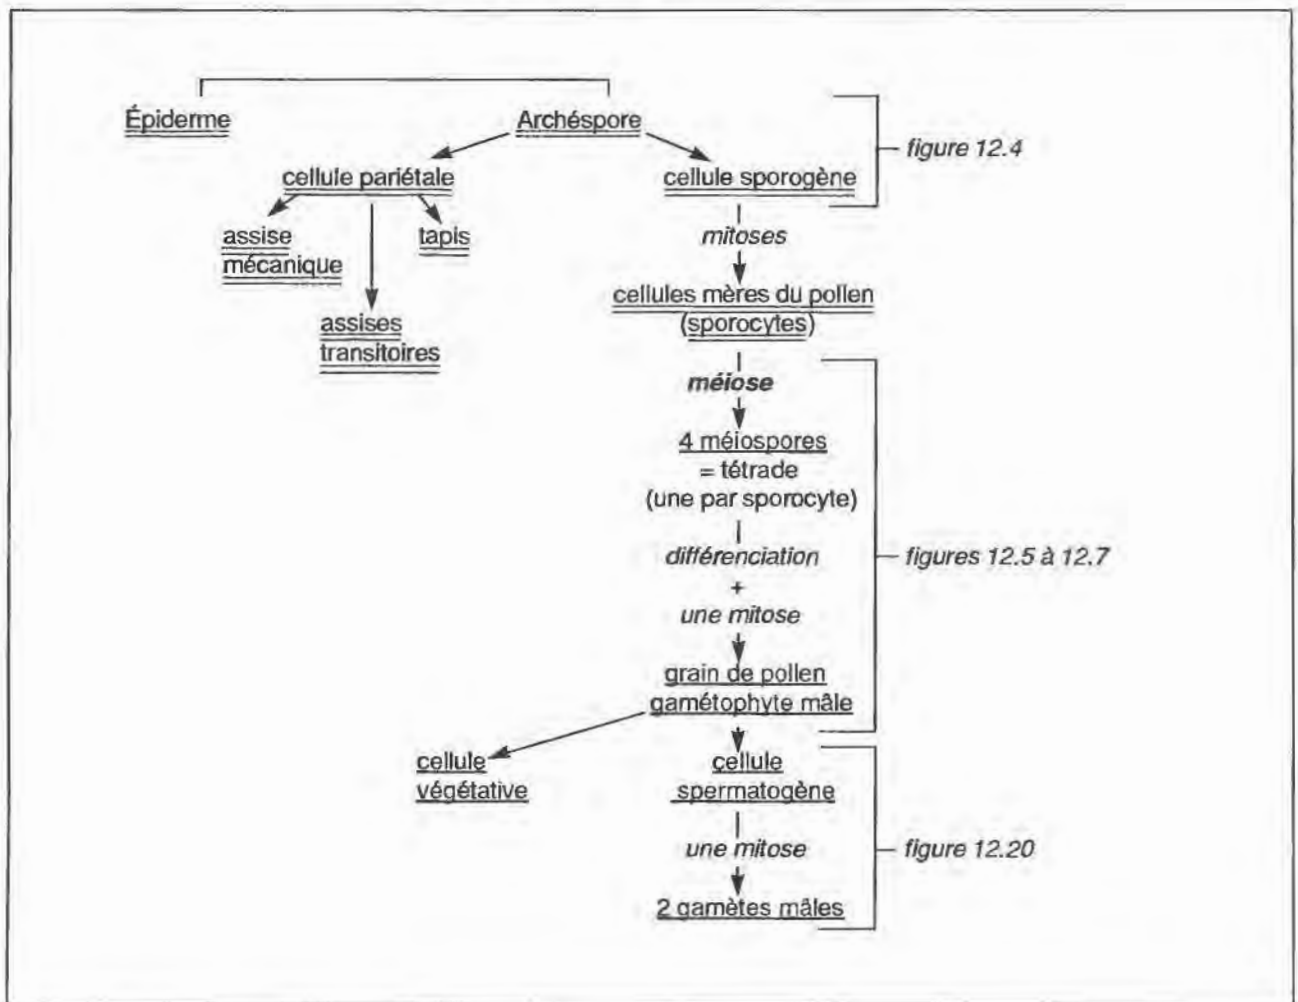 Épiderme
Archéspore
figure 12.4
cellule pariétale
cellule sporogène
assise
mécanique
tapis
mitoses
assises
transitoires
cellules mères du pollen
(sporocytes)
méiose
4 méiospores
= tétrade
(une par sporocyte)
différenciation
+
une mitose
figures 12.5 à 12.7
grain de pollen
gamétophyte mâle
cellule
végétative
cellule
spermatogène
une mitose
figure 12.20
2 gamètes mâles